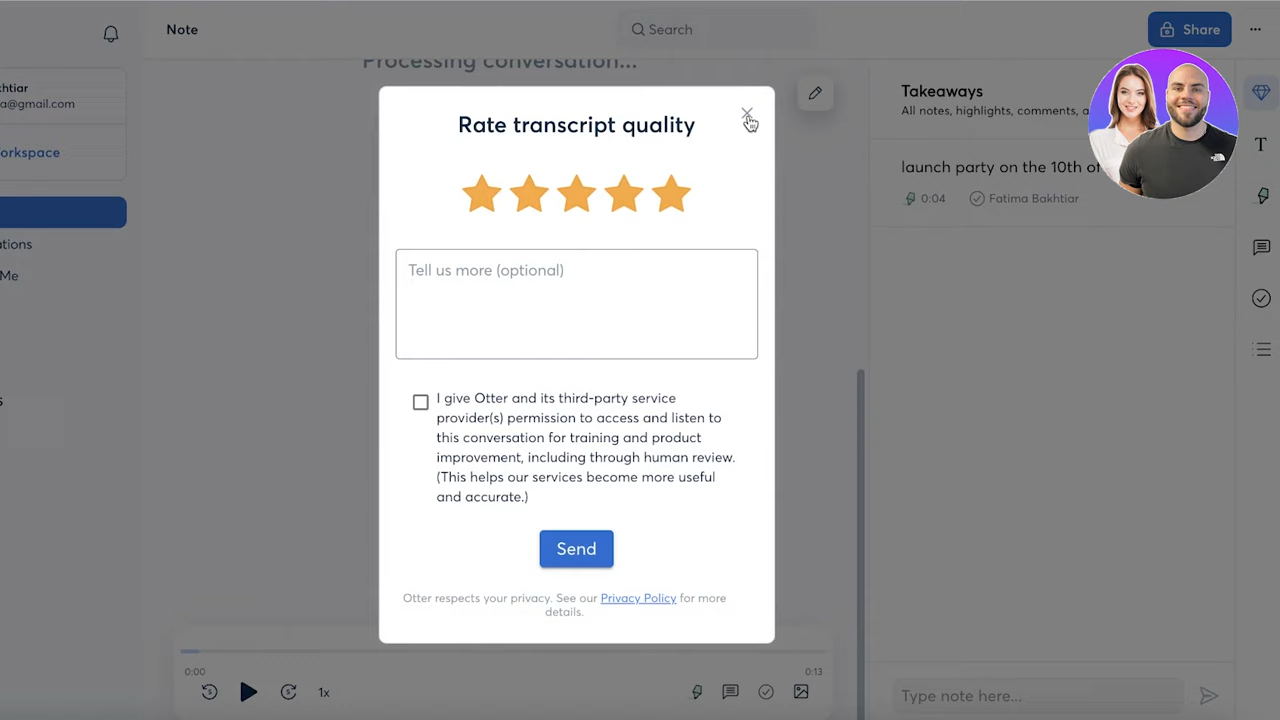 Note
Search
Share
khtiar
a@gmail.com
orkspace
ations
Me
s
Processing conversation...
Rate transcript quality
Tell us more (optional)
I give Otter and its third-party service
provider(s) permission to access and listen to
this conversation for training and product
improvement, including through human review.
(This helps our services become more useful
and accurate.)
Send
Otter respects your privacy. See our Privacy Policy for more
details.
0:00
0:13
5
5
1x
Takeaways
All notes, highlights, comments, a
launch party on the 10th of
0:04
Fatima Bakhtiar
T
Type note here...